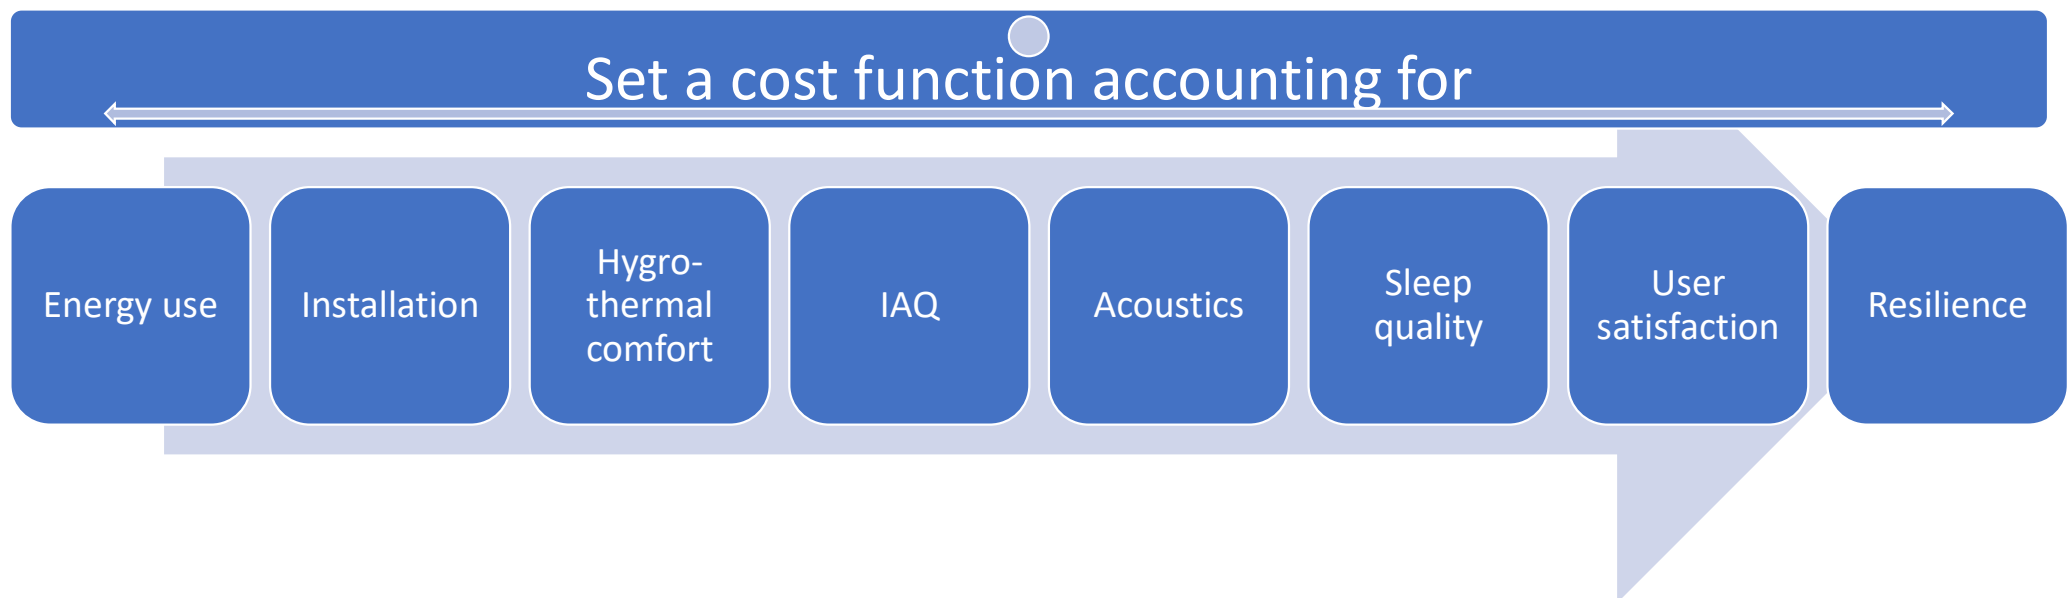 Set a cost function accounting for
Energy use
Installation
Hygro-
thermal
comfort
IAQ
Acoustics
Sleep
quality
User
satisfaction
Resilience